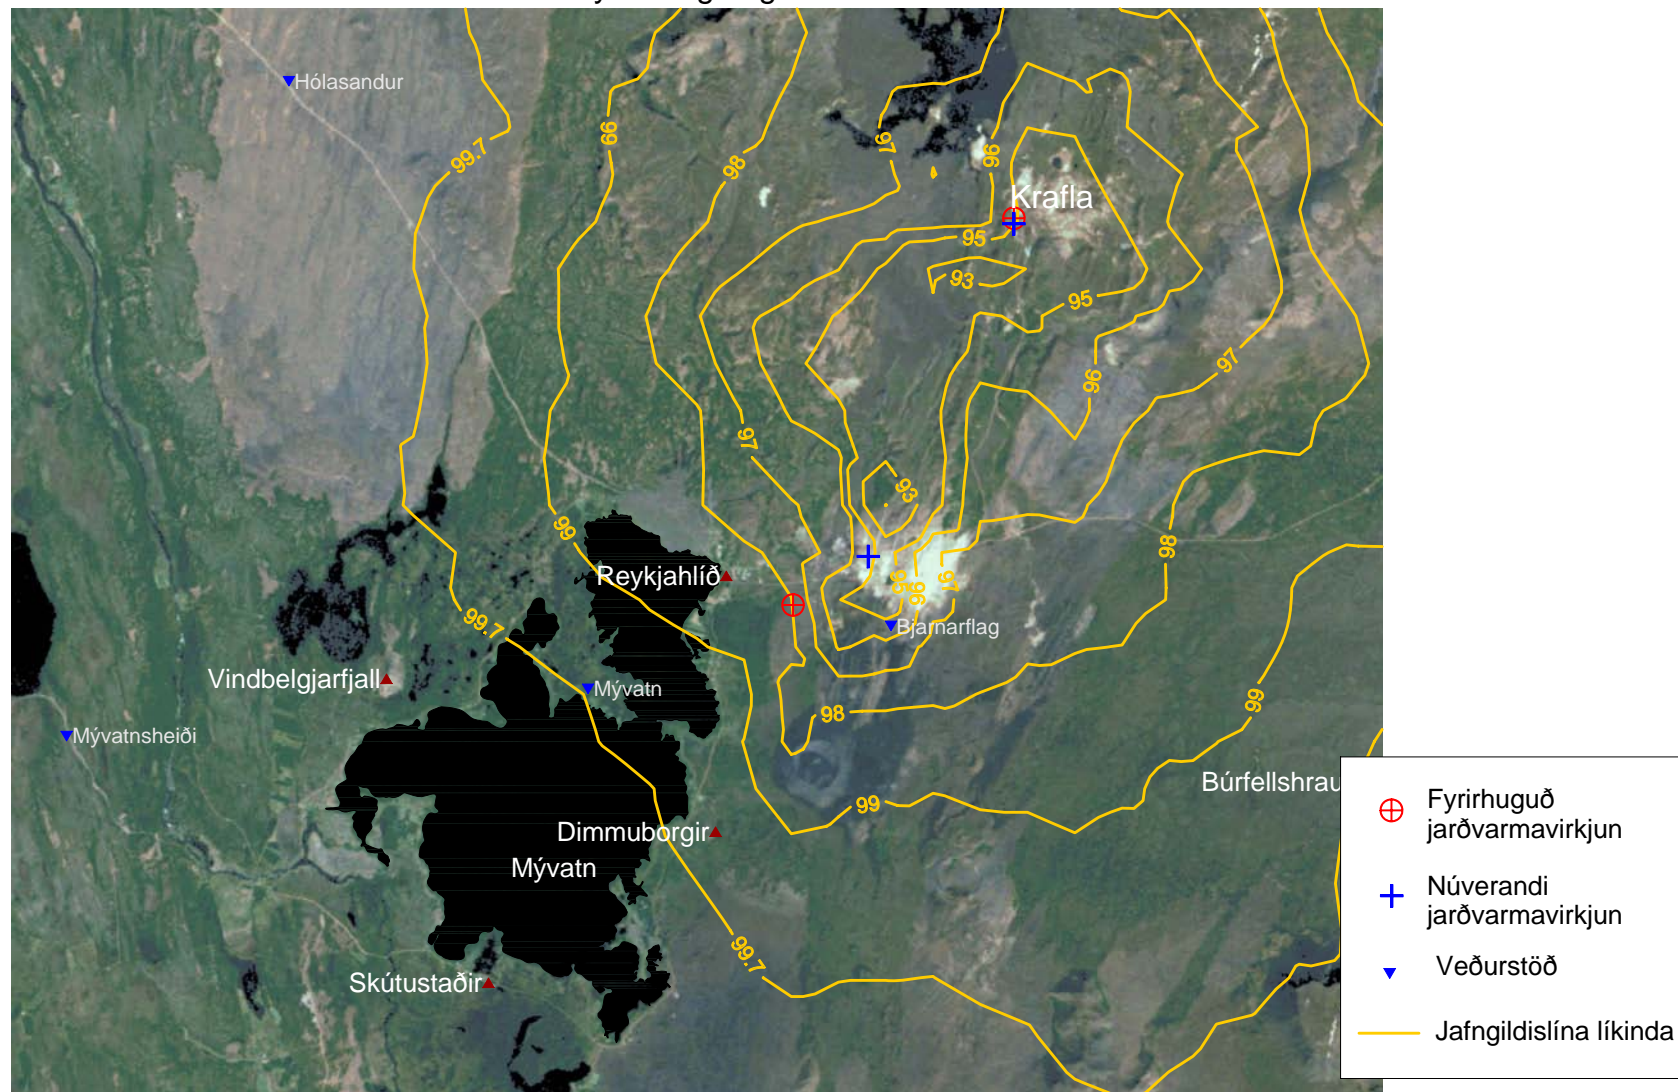 Hólasandur
99.7
99
98
97
96
Krafla
95
93
95
97
96
97
93
99
98
Reykjahlíð
95
96
97
99.7
Bjarnarflag
Vindbelgjarfjall
Mývatn
99
98
Mývatnsheiði
Búrfellshrau
99
Dimmuborgir
Mývatn
99.7
Skútustaðir
Fyrirhuguð
jarðvarmavirkjun
Núverandi
jarðvarmavirkjun
Veðurstöð
Jafngildislína líkinda